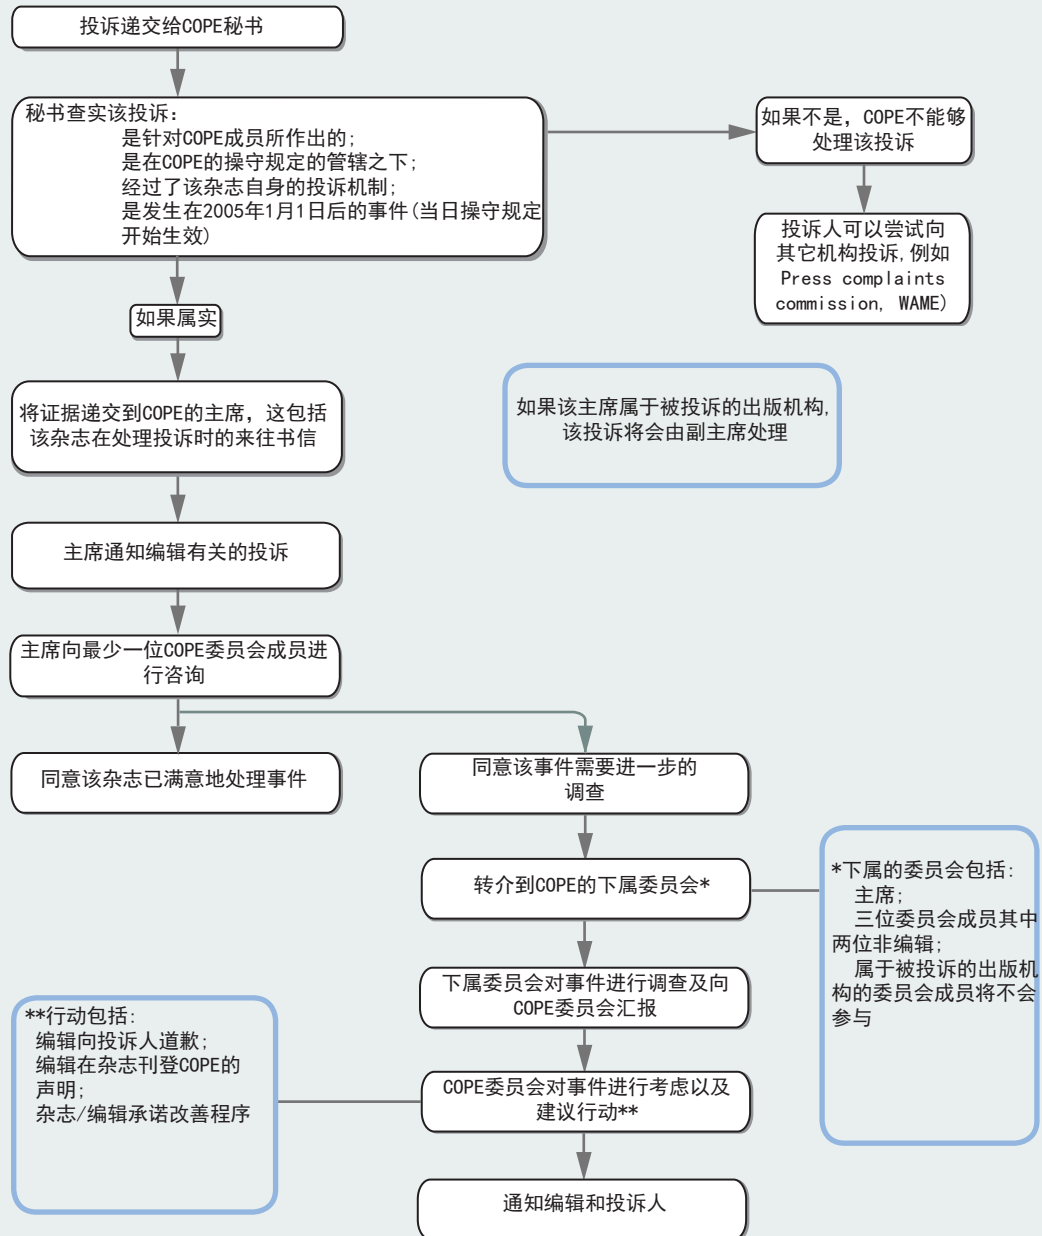 投诉递交给COPE秘书
秘书查实该投诉：
是针对COPE成员所作出的;
是在COPE的操守规定的管辖之下;
经过了该杂志自身的投诉机制;
是发生在2005年1月1日后的事件(当日操守规定
开始生效)
如果不是，COPE不能够
处理该投诉
投诉人可以尝试向
其它机构投诉,例如
Press complaints
commission, WAME)
如果属实
将证据递交到COPE的主席，这包括
该杂志在处理投诉时的来往书信
如果该主席属于被投诉的出版机构,
该投诉将会由副主席处理
主席通知编辑有关的投诉
主席向最少一位COPE委员会成员进
行咨询
同意该杂志已满意地处理事件
同意该事件需要进一步的
调查
转介到COPE的下属委员会*
*下属的委员会包括:
主席;
三位委员会成员其中
两位非编辑;
属于被投诉的出版机
构的委员会成员将不会
参与
下属委员会对事件进行调查及向
COPE委员会汇报
**行动包括:
编辑向投诉人道歉;
编辑在杂志刊登COPE的
声明;
杂志/编辑承诺改善程序
COPE委员会对事件进行考虑以及
建议行动**
通知编辑和投诉人